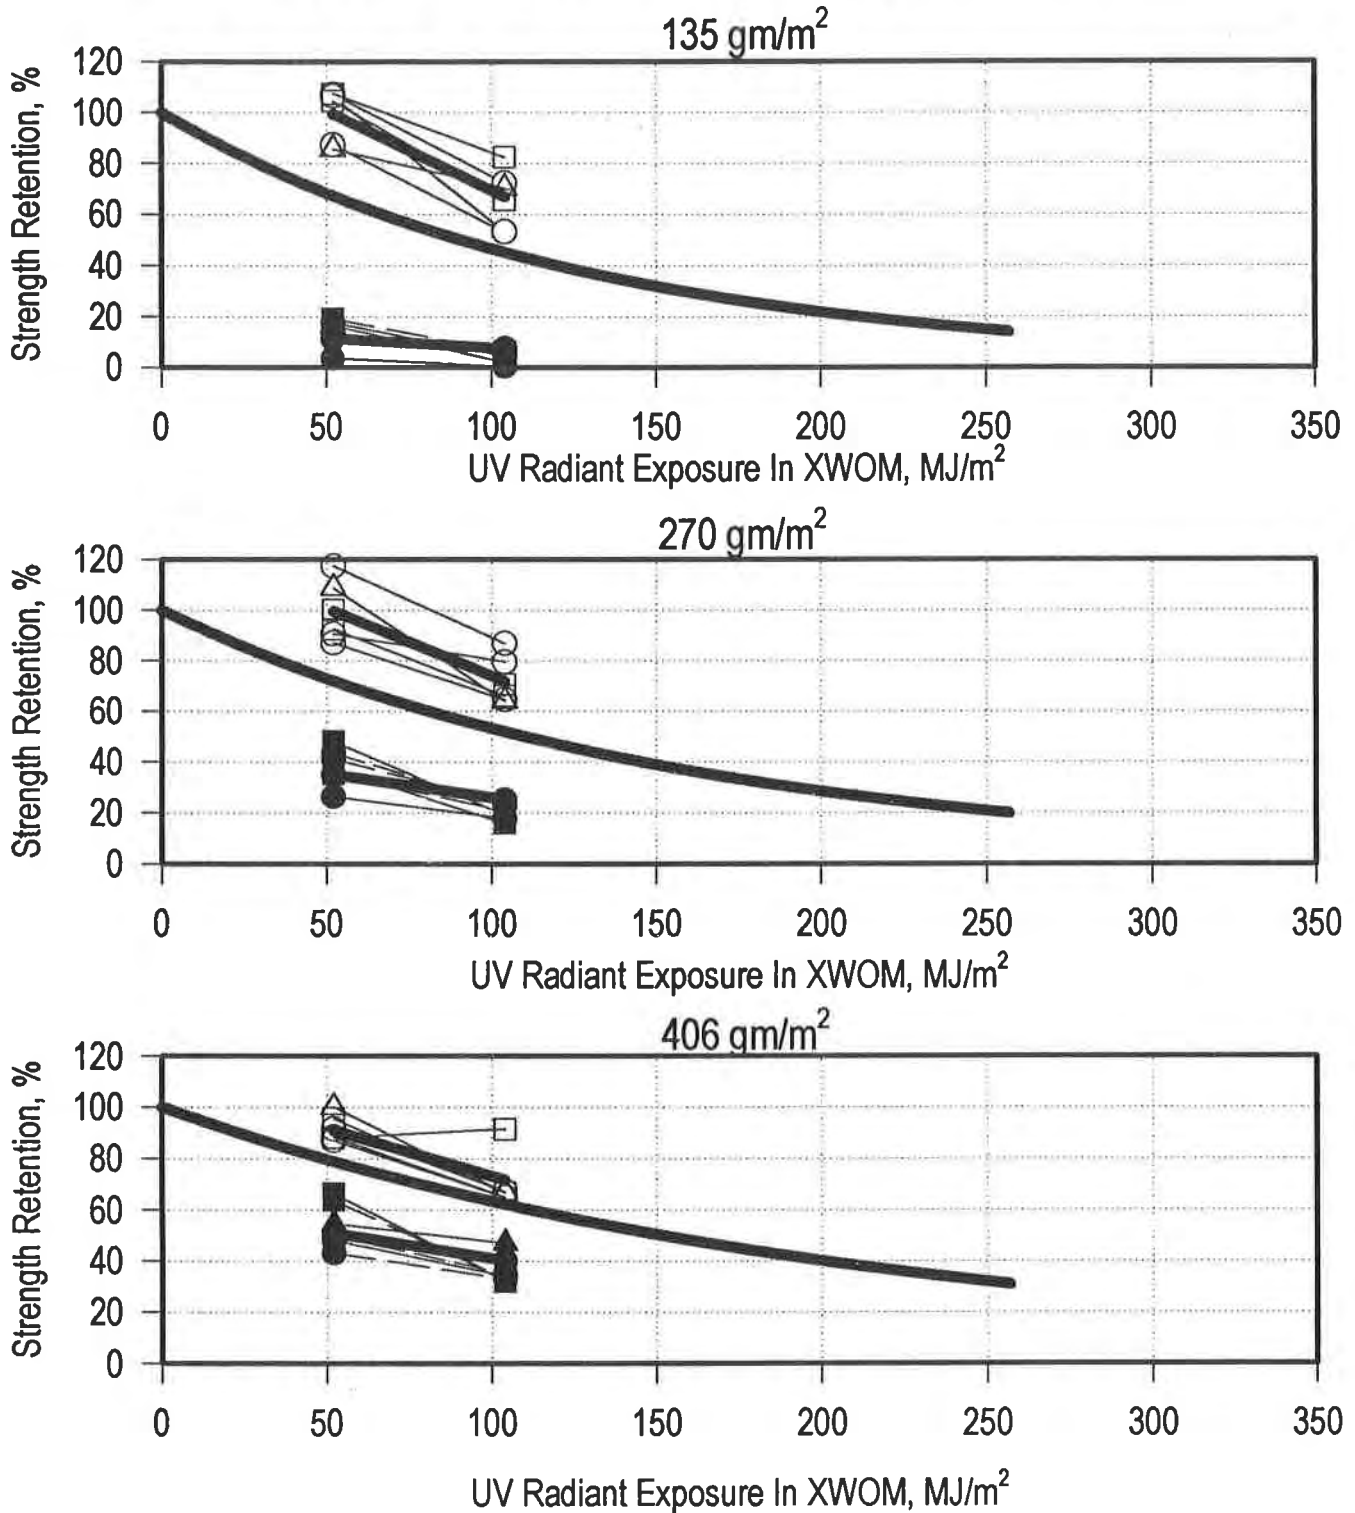 135 gm/m²
120
100
80
60
40
20
0
Strength Retention, %
0 50 100 150 200 250 300 350
UV Radiant Exposure In XWOM, MJ/m²
270 gm/m²
120
100
80
60
40
20
0
Strength Retention, %
0 50 100 150 200 250 300 350
UV Radiant Exposure In XWOM, MJ/m²
406 gm/m²
120
100
80
60
40
20
0
Strength Retention, %
0 50 100 150 200 250 300 350
UV Radiant Exposure In XWOM, MJ/m²